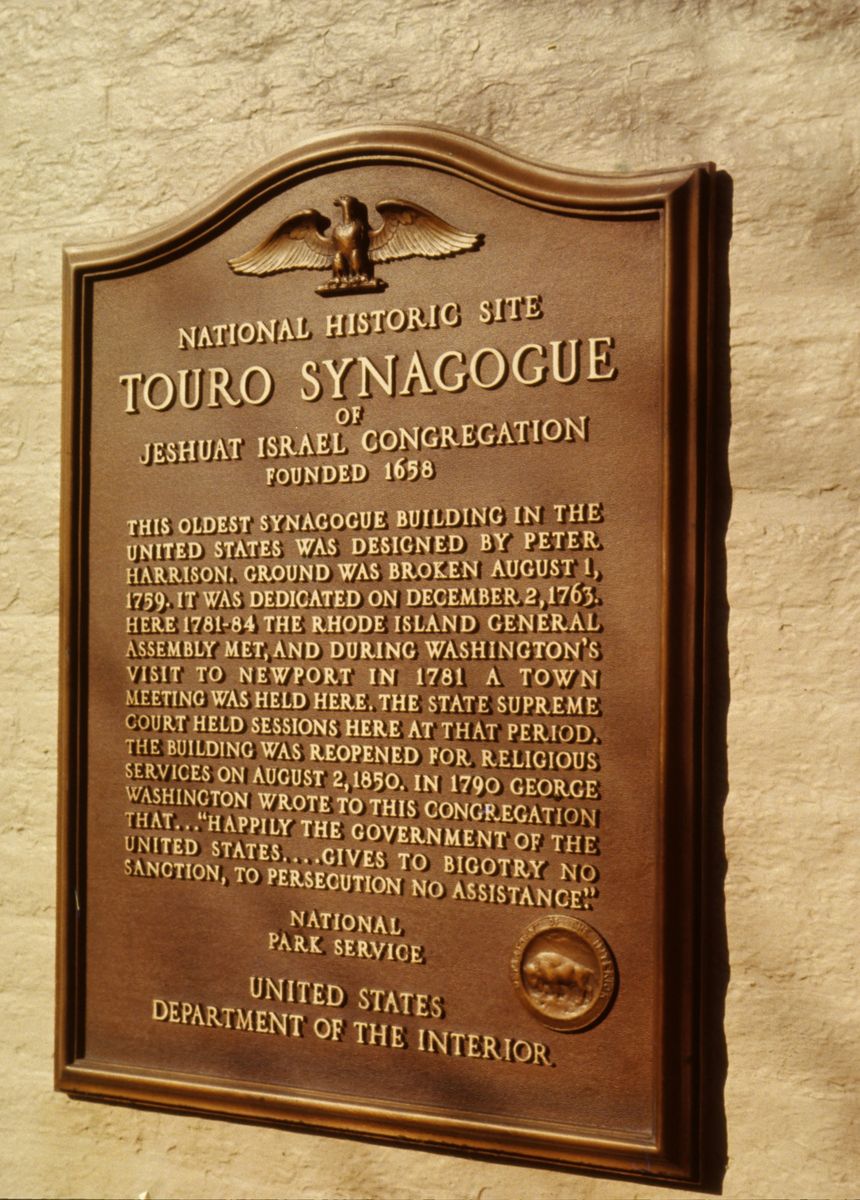 NATIONAL HISTORIC SITE
TOURO SYNAGOGUE
OF
JESHUAT ISRAEL CONGREGATION
FOUNDED 1658
THIS OLDEST SYNAGOGUE BUILDING IN THE
UNITED STATES WAS DESIGNED BY PETER
HARRISON. GROUND WAS BROKEN AUGUST 1,
1759. IT WAS DEDICATED ON DECEMBER 2, 1763.
HERE 1781-84 THE RHODE ISLAND GENERAL
ASSEMBLY MET, AND DURING WASHINGTON'S
VISIT TO NEWPORT IN 1781 A TOWN
MEETING WAS HELD HERE. THE STATE SUPREME
COURT HELD SESSIONS HERE AT THAT PERIOD.
THE BUILDING WAS REOPENED FOR RELIGIOUS
SERVICES ON AUGUST 2, 1850. IN 1790 GEORGE
WASHINGTON WROTE TO THIS CONGREGATION
THAT..."HAPPILY THE GOVERNMENT OF THE
UNITED STATES....GIVES TO BIGOTRY NO
SANCTION, TO PERSECUTION NO ASSISTANCE."
NATIONAL
PARK SERVICE
UNITED STATES
DEPARTMENT OF THE INTERIOR